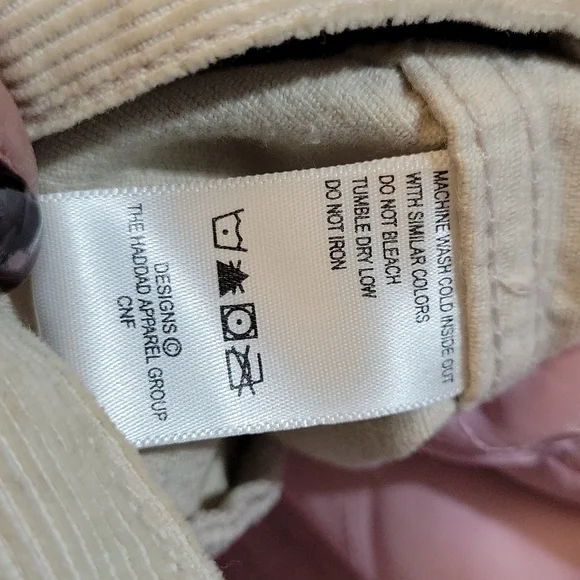 MACHINE WASH COLD INSIDE OUT
WITH SIMILAR COLORS
DO NOT BLEACH
TUMBLE DRY LOW
DO NOT IRON
DESIGNS ©
THE HADDAD APPAREL GROUP
CNF